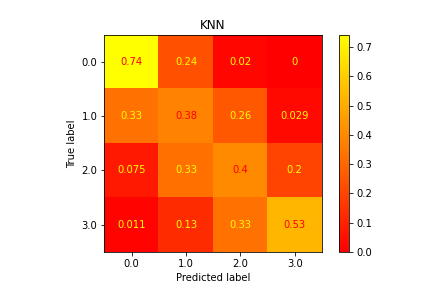 KNN
0.0 0.74 0.24 0.02 0
1.0 0.33 0.38 0.26 0.029
2.0 0.075 0.33 0.4 0.2
3.0 0.011 0.13 0.33 0.53
0.0 1.0 2.0 3.0
True label
Predicted label
0.7
0.6
0.5
0.4
0.3
0.2
0.1
0.0